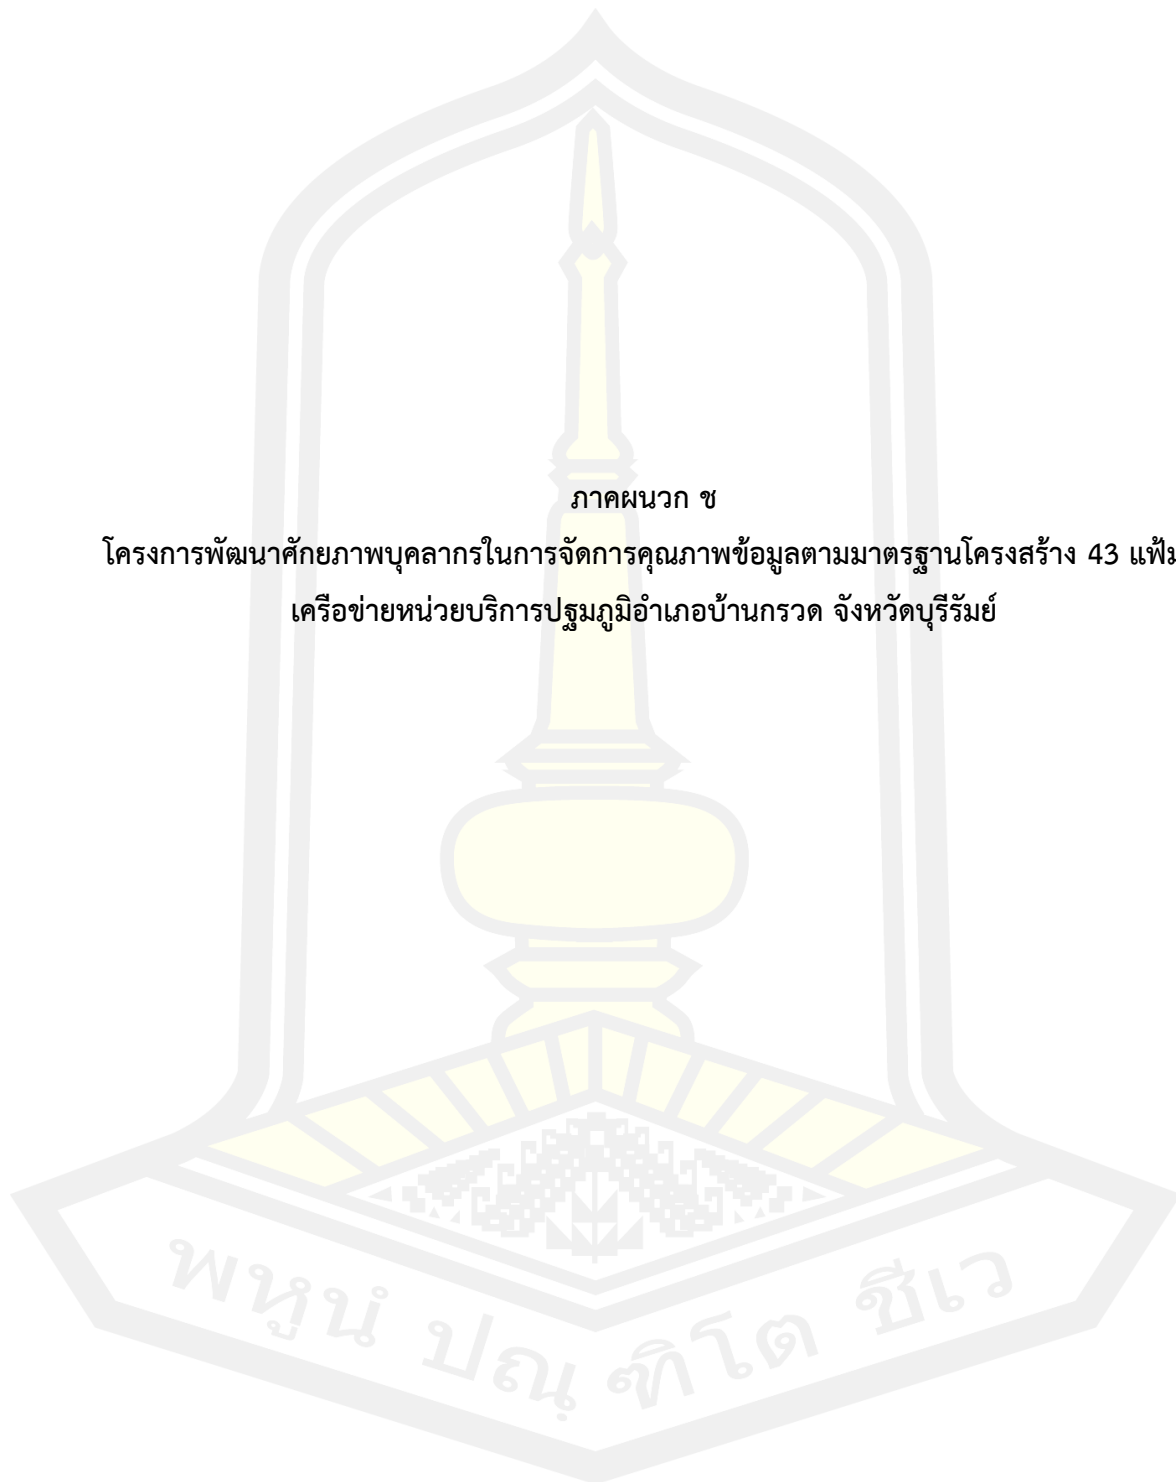 ภาคผนวก ช
โครงการพัฒนาศักยภาพบุคลากรในการจัดการคุณภาพข้อมูลตามมาตรฐานโครงสร้าง 43 แฟ้ม
เครือข่ายหน่วยบริการปฐมภูมิอำเภอบ้านกรวด จังหวัดบุรีรัมย์
พหูนํ ปณฺฑิโต ชีเว